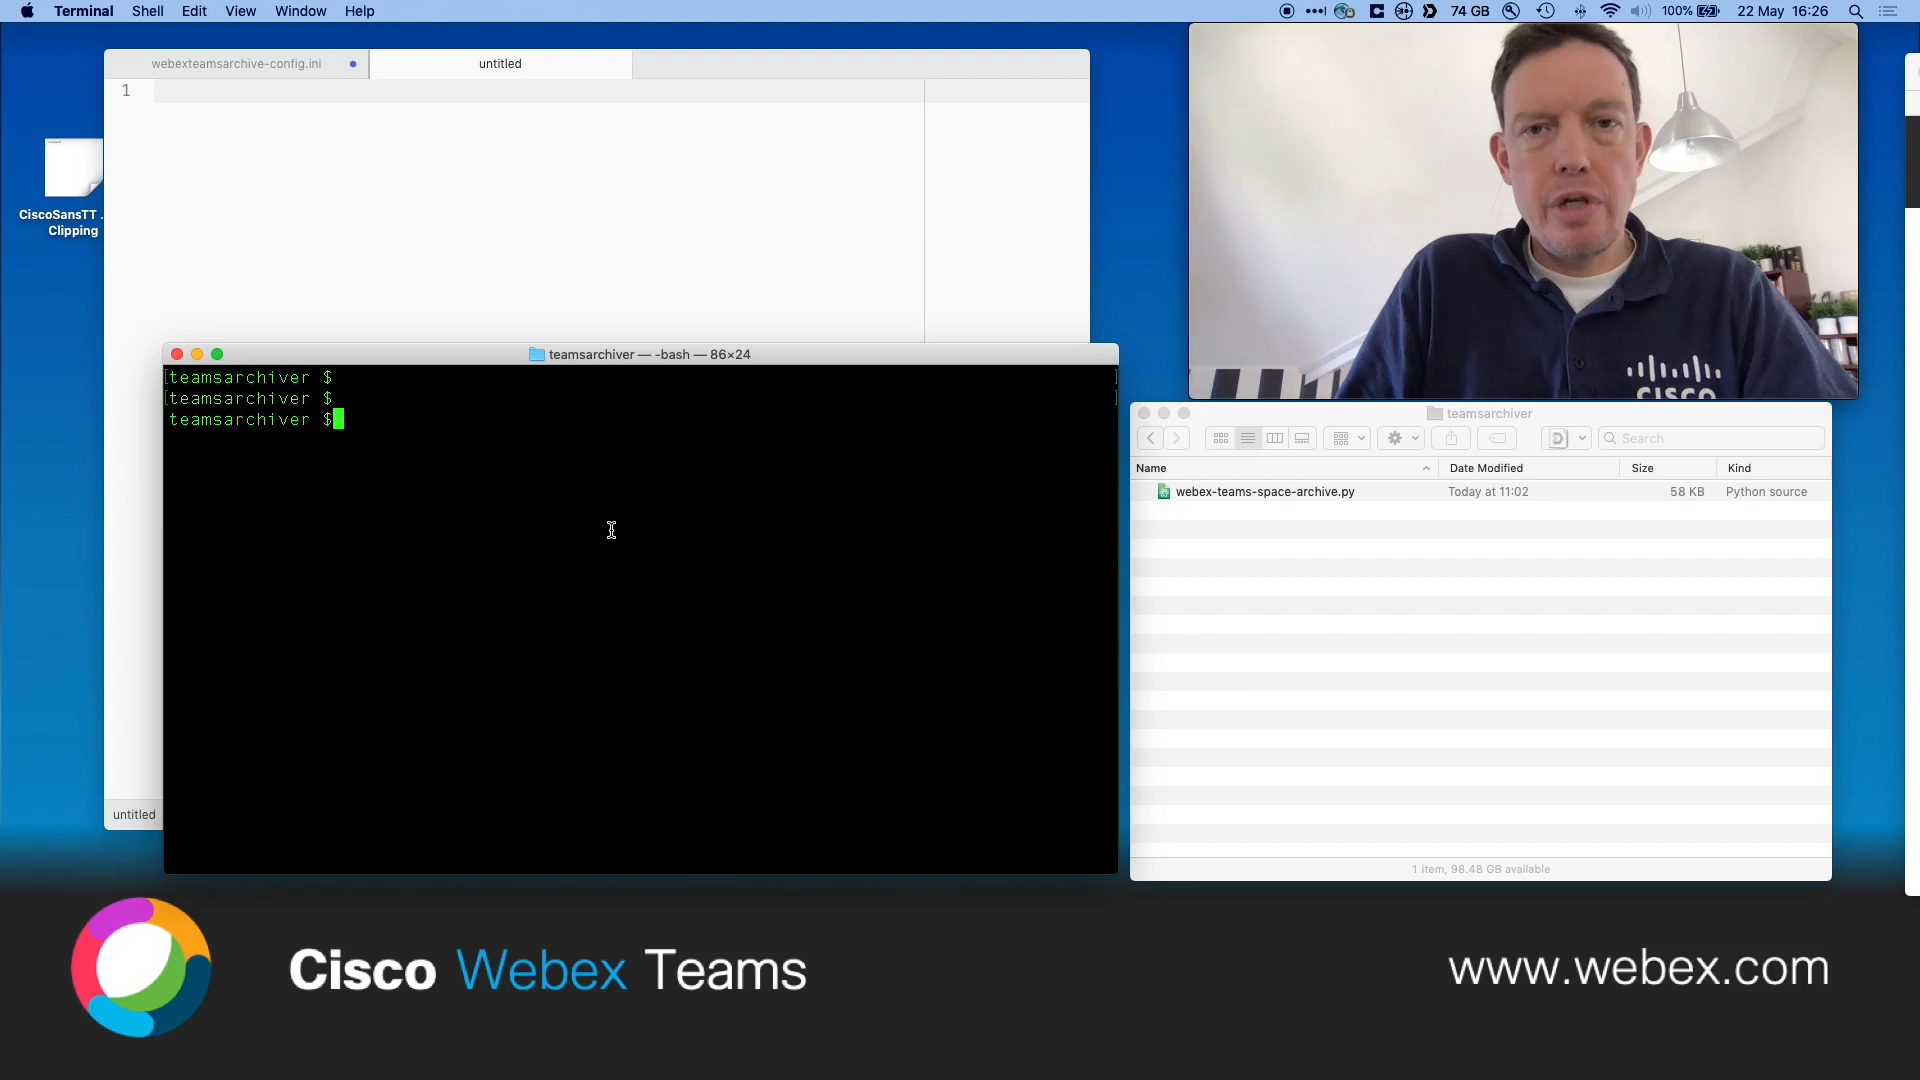 Terminal Shell Edit View Window Help
74 GB 100% 22 May 16:26
webexteamsarchive-config.ini untitled
1
CiscoSansTT .
Clipping
untitled
teamsarchiver — -bash — 86×24
[teamsarchiver $ ]
[teamsarchiver $ ]
teamsarchiver $
CISCO
teamsarchiver
Search
Name Date Modified Size Kind
webex-teams-space-archive.py Today at 11:02 58 KB Python source
1 item, 98.48 GB available
Cisco Webex Teams
www.webex.com